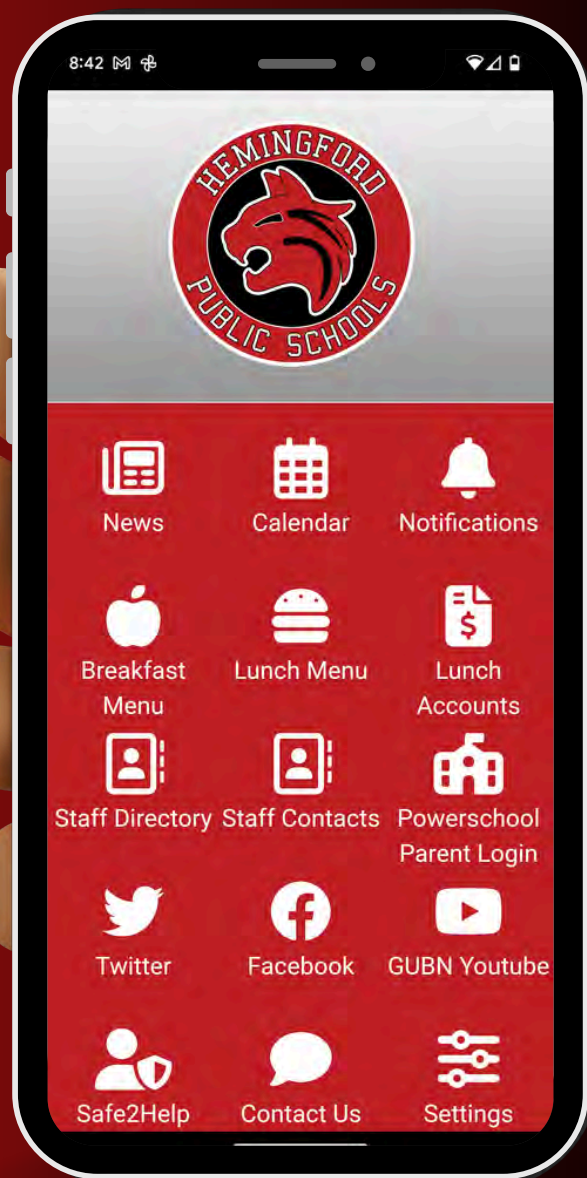 8:42
HEMINGFORD
PUBLIC SCHOOLS
News
Calendar
Notifications
Breakfast
Menu
Lunch Menu
Lunch
Accounts
$
Staff Directory
Staff Contacts
Powerschool
Parent Login
Twitter
Facebook
GUBN Youtube
Safe2Help
Contact Us
Settings